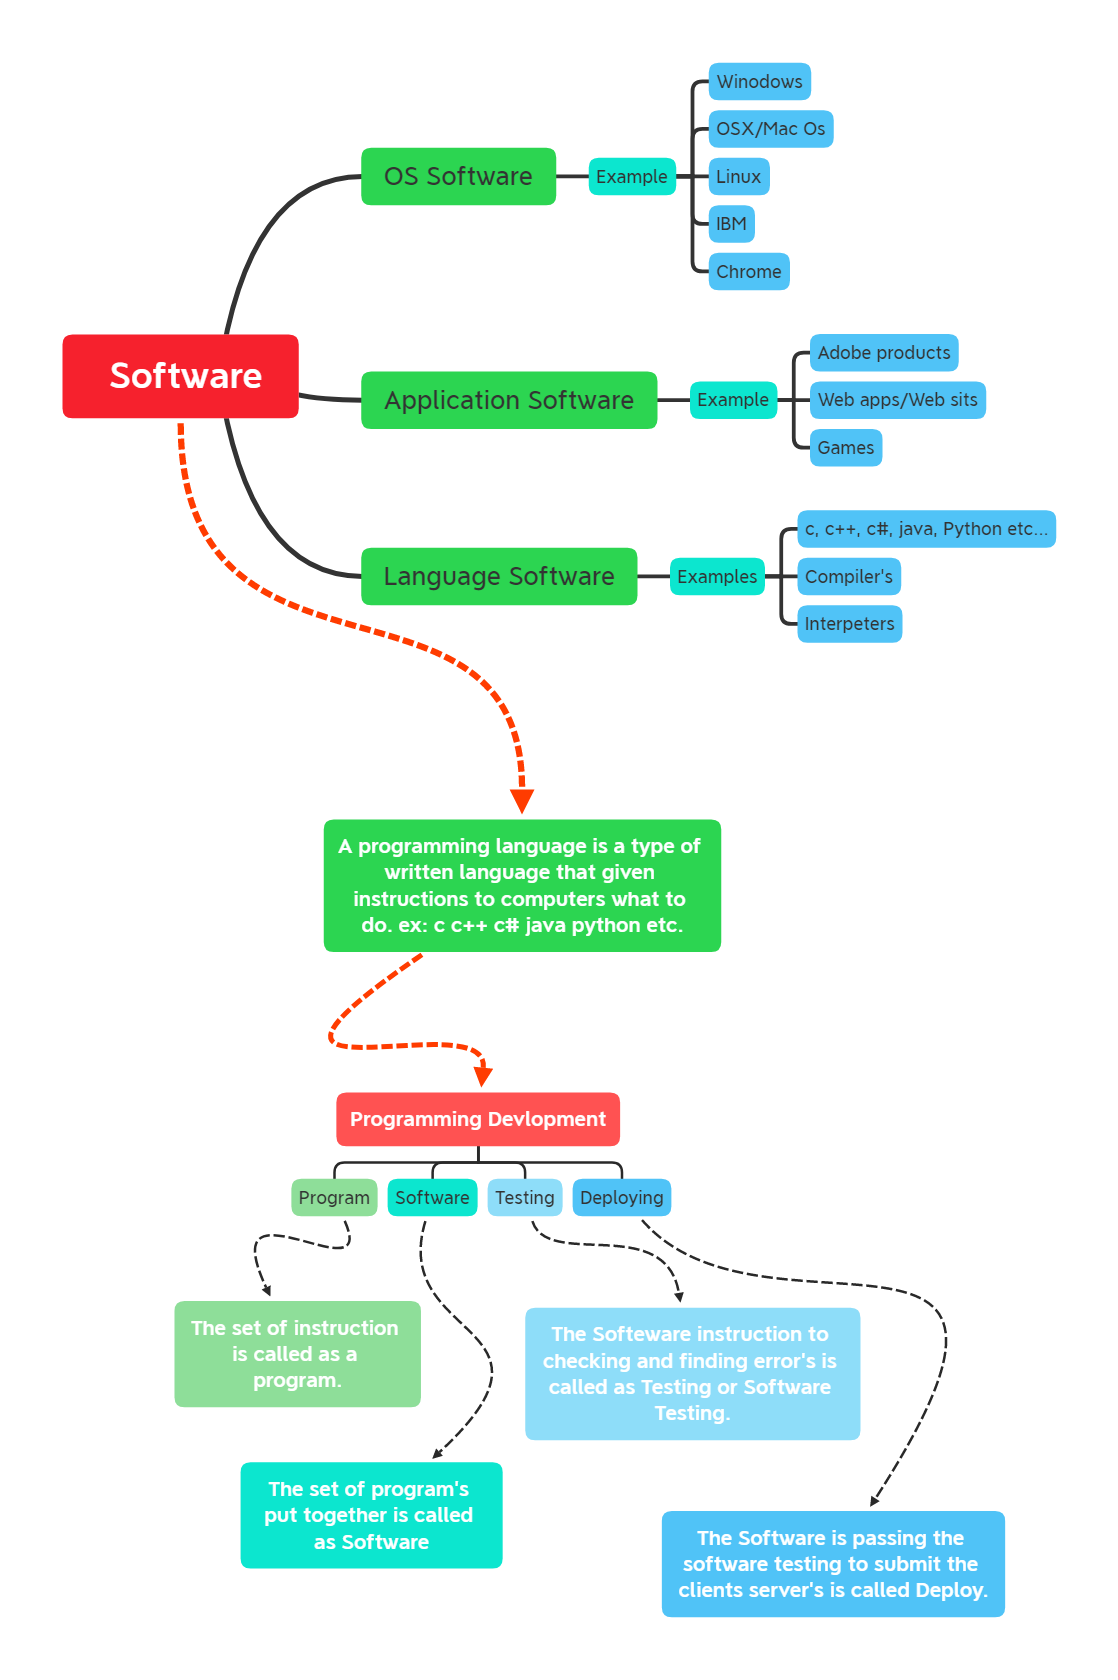 Software
OS Software
Example
Winodows
OSX/Mac Os
Linux
IBM
Chrome
Application Software
Example
Adobe products
Web apps/Web sits
Games
Language Software
Examples
c, c++, c#, java, Python etc...
Compiler's
Interpeters
A programming language is a type of
written language that given
instructions to computers what to
do. ex: c c++ c# java python etc.
Programming Devlopment
Program
Software
Testing
Deploying
The set of instruction
is called as a
program.
The Softeware instruction to
checking and finding error's is
called as Testing or Software
Testing.
The set of program's
put together is called
as Software
The Software is passing the
software testing to submit the
clients server's is called Deploy.